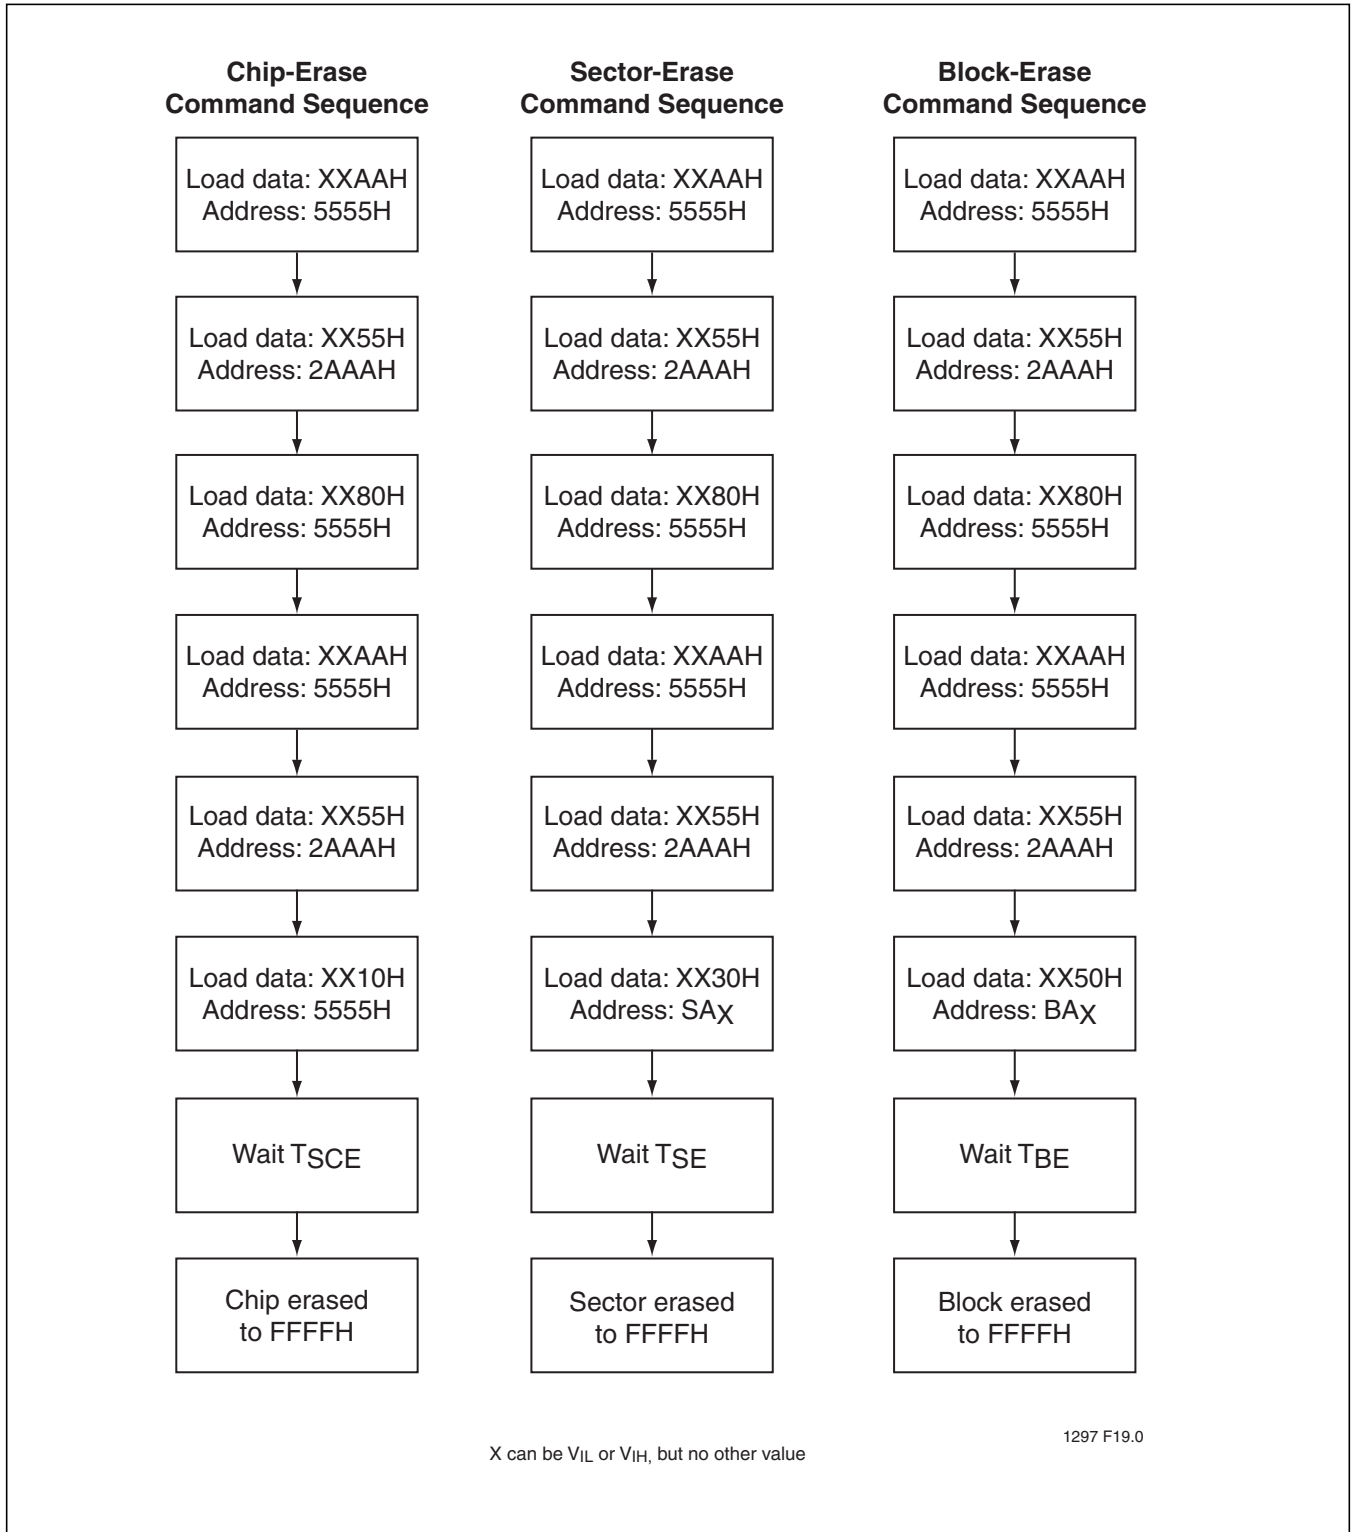 Chip-Erase
Command Sequence
Load data: XXAAH
Address: 5555H
Load data: XX55H
Address: 2AAAH
Load data: XX80H
Address: 5555H
Load data: XXAAH
Address: 5555H
Load data: XX55H
Address: 2AAAH
Load data: XX10H
Address: 5555H
Wait TSCE
Chip erased
to FFFFH
Sector-Erase
Command Sequence
Load data: XXAAH
Address: 5555H
Load data: XX55H
Address: 2AAAH
Load data: XX80H
Address: 5555H
Load data: XXAAH
Address: 5555H
Load data: XX55H
Address: 2AAAH
Load data: XX30H
Address: SAX
Wait TSE
Sector erased
to FFFFH
Block-Erase
Command Sequence
Load data: XXAAH
Address: 5555H
Load data: XX55H
Address: 2AAAH
Load data: XX80H
Address: 5555H
Load data: XXAAH
Address: 5555H
Load data: XX55H
Address: 2AAAH
Load data: XX50H
Address: BAX
Wait TBE
Block erased
to FFFFH
1297 F19.0
X can be VIL or VIH, but no other value